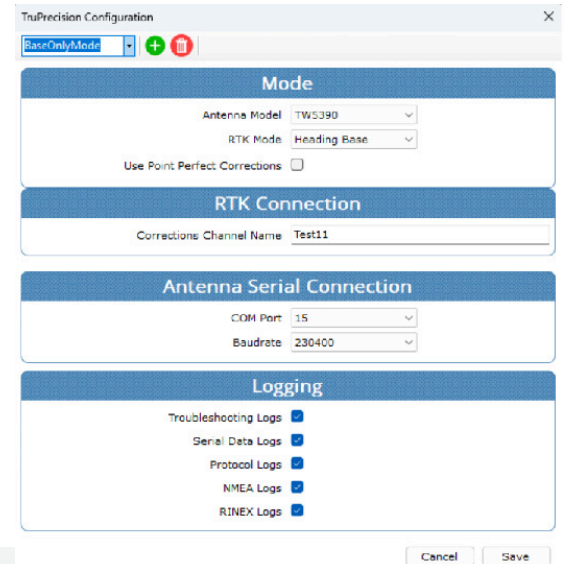 TruPrecision Configuration
BaseOnlyMode
Mode
Antenna Model TW5390
RTK Mode Heading Base
Use Point Perfect Corrections
RTK Connection
Corrections Channel Name Test11
Antenna Serial Connection
COM Port 15
Baudrate 230400
Logging
Troubleshooting Logs
Serial Data Logs
Protocol Logs
NMEA Logs
RINEX Logs
Cancel Save